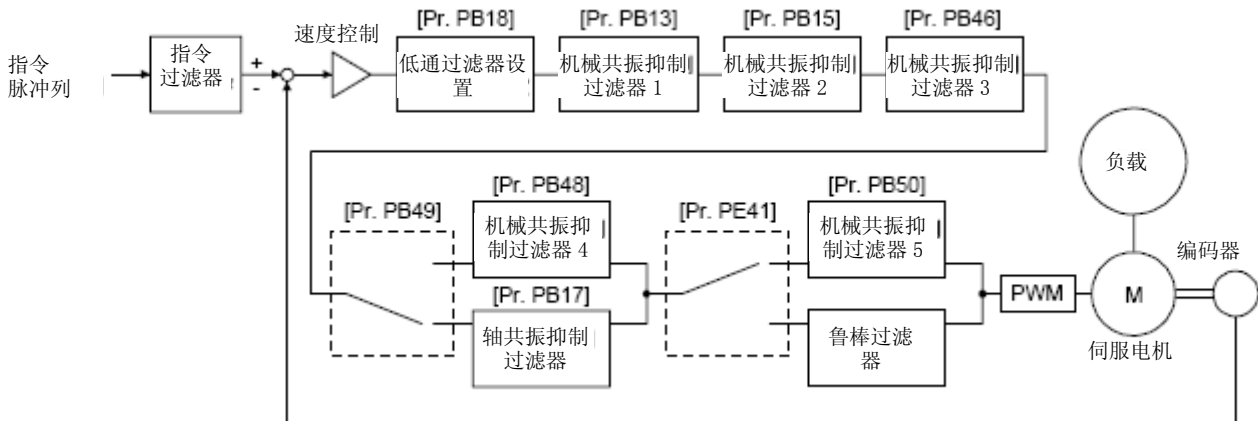 [Pr. PB18]
[Pr. PB13]
[Pr. PB15]
[Pr. PB46]
速度控制
指令
脉冲列
指令
过滤器
+
-
低通过滤器设
置
机械共振抑制
过滤器 1
机械共振抑制
过滤器 2
机械共振抑制
过滤器 3
负载
[Pr. PB49]
[Pr. PB48]
机械共振抑
制过滤器 4
[Pr. PB17]
轴共振抑制
过滤器
[Pr. PE41]
[Pr. PB50]
机械共振抑
制过滤器 5
鲁棒过滤
器
PWM
M
编码器
伺服电机